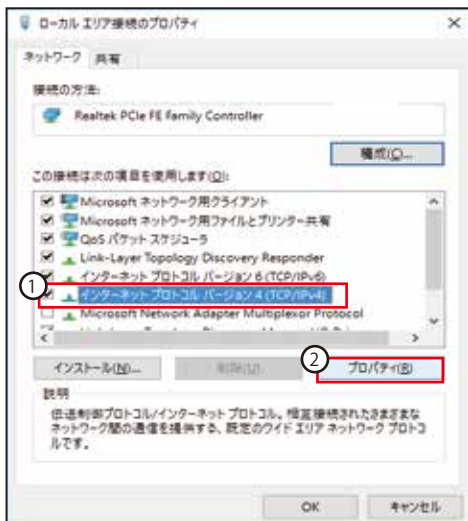 ローカル エリア接続のプロパティ
ネットワーク 共有
接続の方法:
Realtek PCIe FE Family Controller
構成(C)...
この接続は次の項目を使用します(O):
Microsoft ネットワーク用クライアント
Microsoft ネットワーク用ファイルとプリンター共有
QoS パケット スケジューラ
Link-Layer Topology Discovery Responder
インターネット プロトコル バージョン 6 (TCP/IPv6)
① インターネット プロトコル バージョン 4 (TCP/IPv4)
Microsoft Network Adapter Multiplexor Protocol
②
インストール(N)... 削除(U) プロパティ(R)
説明
伝送制御プロトコル/インターネット プロトコル。相互接続されたさまざまな
ネットワーク間の通信を提供する、既定のワイド エリア ネットワーク プロトコ
ルです。
OK キャンセル